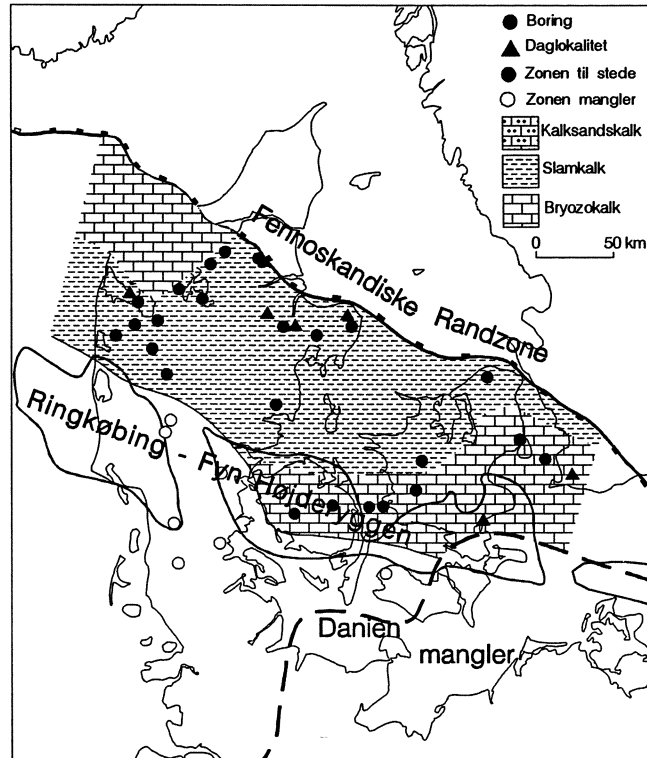 Boring
Daglokalitet
Zonen til stede
Zonen mangler
Kalksandskalk
Slamkalk
Bryozokalk
0 50 km
Fennoskandiske Randzone
Ringkøbing - Fyn Højderyggen
Danien
mangler